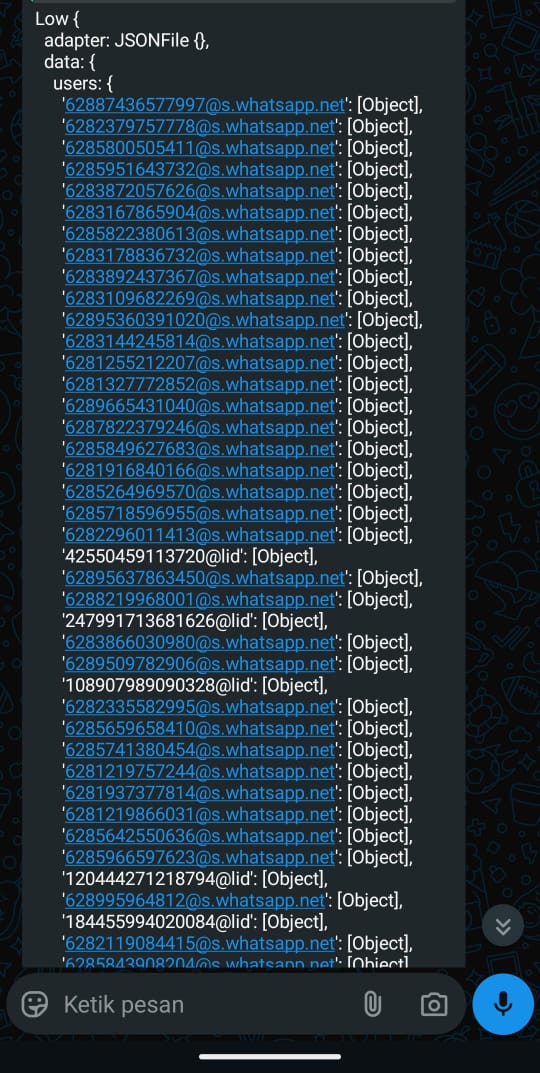 Low {
adapter: JSONFile {},
data: {
users: {
'62887436577997@s.whatsapp.net': [Object],
'6282379757778@s.whatsapp.net': [Object],
'6285800505411@s.whatsapp.net': [Object],
'6285951643732@s.whatsapp.net': [Object],
'6283872057626@s.whatsapp.net': [Object],
'6283167865904@s.whatsapp.net': [Object],
'6285822380613@s.whatsapp.net': [Object],
'6283178836732@s.whatsapp.net': [Object],
'6283892437367@s.whatsapp.net': [Object],
'6283109682269@s.whatsapp.net': [Object],
'62895360391020@s.whatsapp.net': [Object],
'6283144245814@s.whatsapp.net': [Object],
'6281255212207@s.whatsapp.net': [Object],
'6281327772852@s.whatsapp.net': [Object],
'6289665431040@s.whatsapp.net': [Object],
'6287822379246@s.whatsapp.net': [Object],
'6285849627683@s.whatsapp.net': [Object],
'6281916840166@s.whatsapp.net': [Object],
'6285264969570@s.whatsapp.net': [Object],
'6285718596955@s.whatsapp.net': [Object],
'6282296011413@s.whatsapp.net': [Object],
'42550459113720@lid': [Object],
'62895637863450@s.whatsapp.net': [Object],
'6288219968001@s.whatsapp.net': [Object],
'247991713681626@lid': [Object],
'6283866030980@s.whatsapp.net': [Object],
'6289509782906@s.whatsapp.net': [Object],
'108907989090328@lid': [Object],
'6282335582995@s.whatsapp.net': [Object],
'6285659658410@s.whatsapp.net': [Object],
'6285741380454@s.whatsapp.net': [Object],
'6281219757244@s.whatsapp.net': [Object],
'6281937377814@s.whatsapp.net': [Object],
'6281219866031@s.whatsapp.net': [Object],
'6285642550636@s.whatsapp.net': [Object],
'6285966597623@s.whatsapp.net': [Object],
'120444271218794@lid': [Object],
'628995964812@s.whatsapp.net': [Object],
'184455994020084@lid': [Object],
'6282119084415@s.whatsapp.net': [Object],
'6285843908204@s.whatsapp.net': [Object],
Ketik pesan